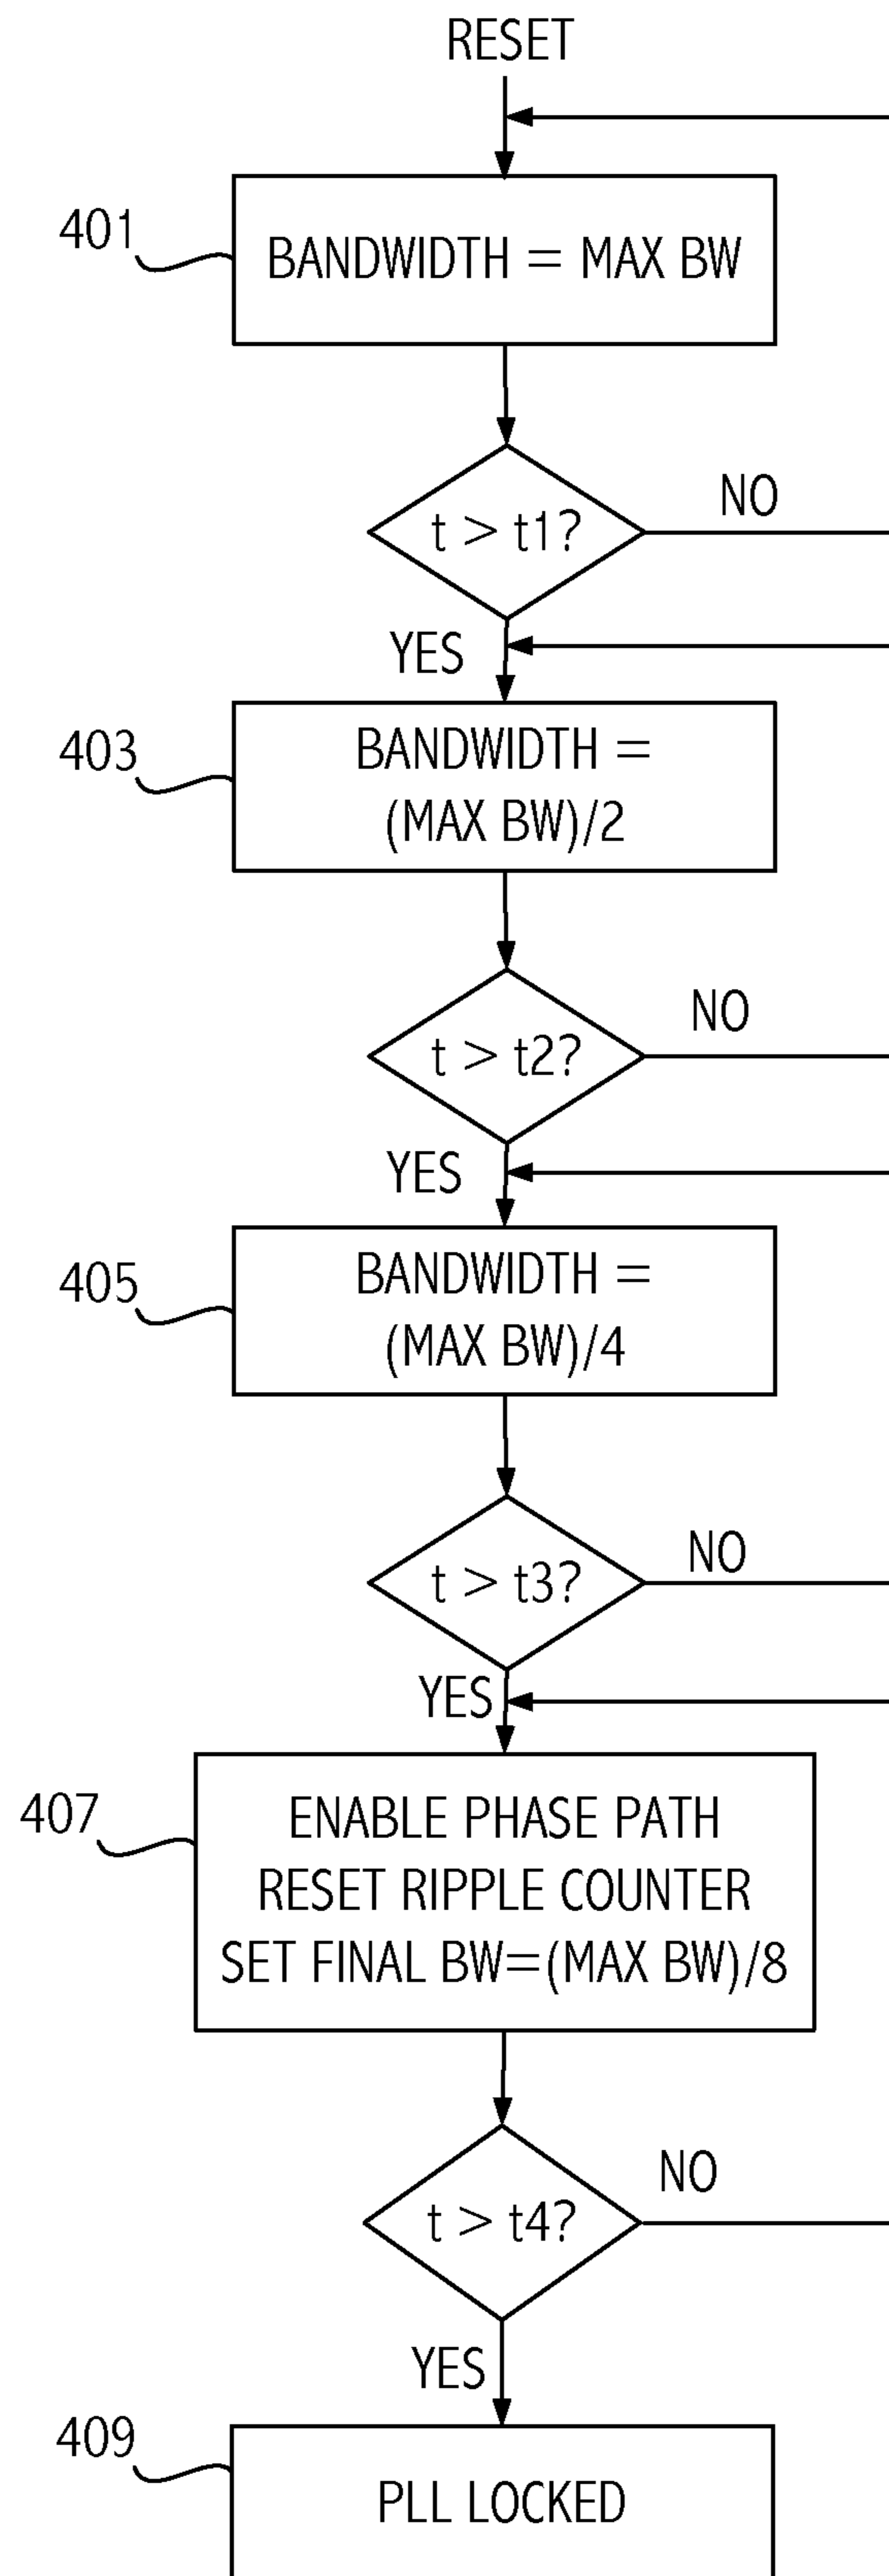 RESET
401
BANDWIDTH = MAX BW
t > t1?
NO
YES
403
BANDWIDTH =
(MAX BW)/2
t > t2?
NO
YES
405
BANDWIDTH =
(MAX BW)/4
t > t3?
NO
YES
407
ENABLE PHASE PATH
RESET RIPPLE COUNTER
SET FINAL BW=(MAX BW)/8
t > t4?
NO
YES
409
PLL LOCKED